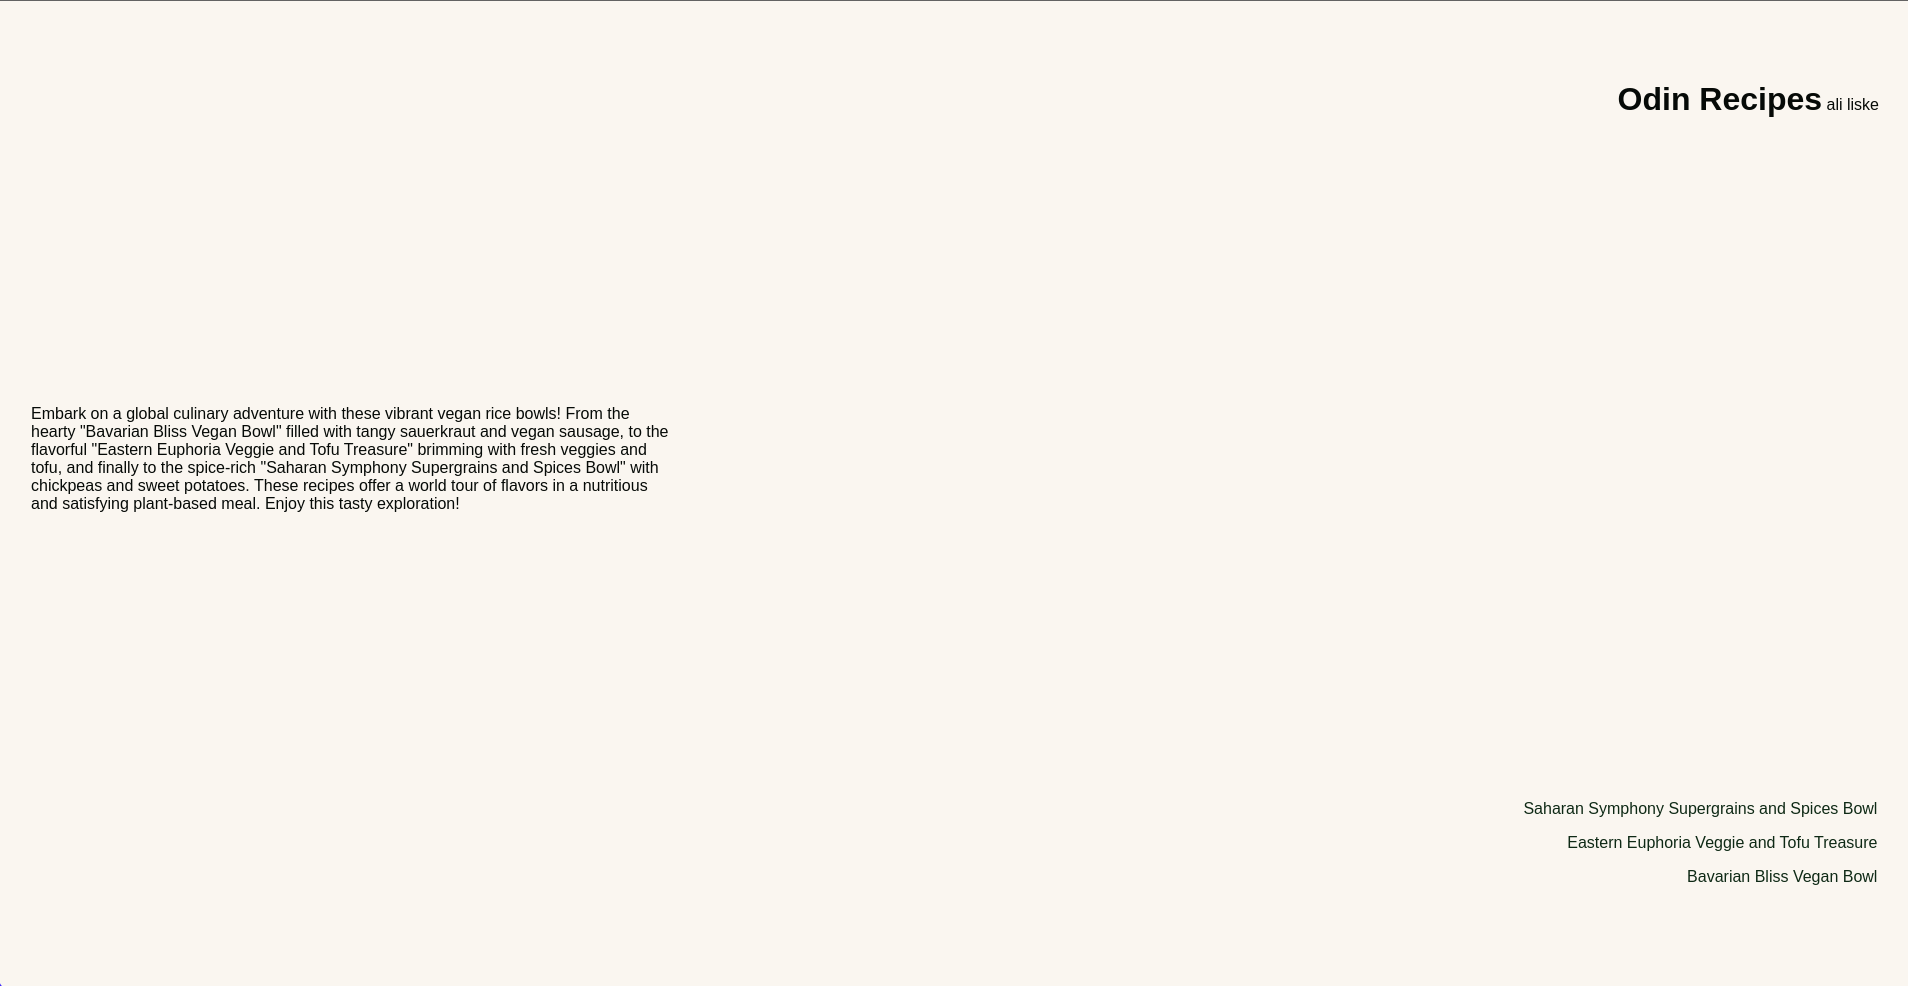 Odin Recipes ali liske
Embark on a global culinary adventure with these vibrant vegan rice bowls! From the
hearty "Bavarian Bliss Vegan Bowl" filled with tangy sauerkraut and vegan sausage, to the
flavorful "Eastern Euphoria Veggie and Tofu Treasure" brimming with fresh veggies and
tofu, and finally to the spice-rich "Saharan Symphony Supergrains and Spices Bowl" with
chickpeas and sweet potatoes. These recipes offer a world tour of flavors in a nutritious
and satisfying plant-based meal. Enjoy this tasty exploration!
Saharan Symphony Supergrains and Spices Bowl
Eastern Euphoria Veggie and Tofu Treasure
Bavarian Bliss Vegan Bowl